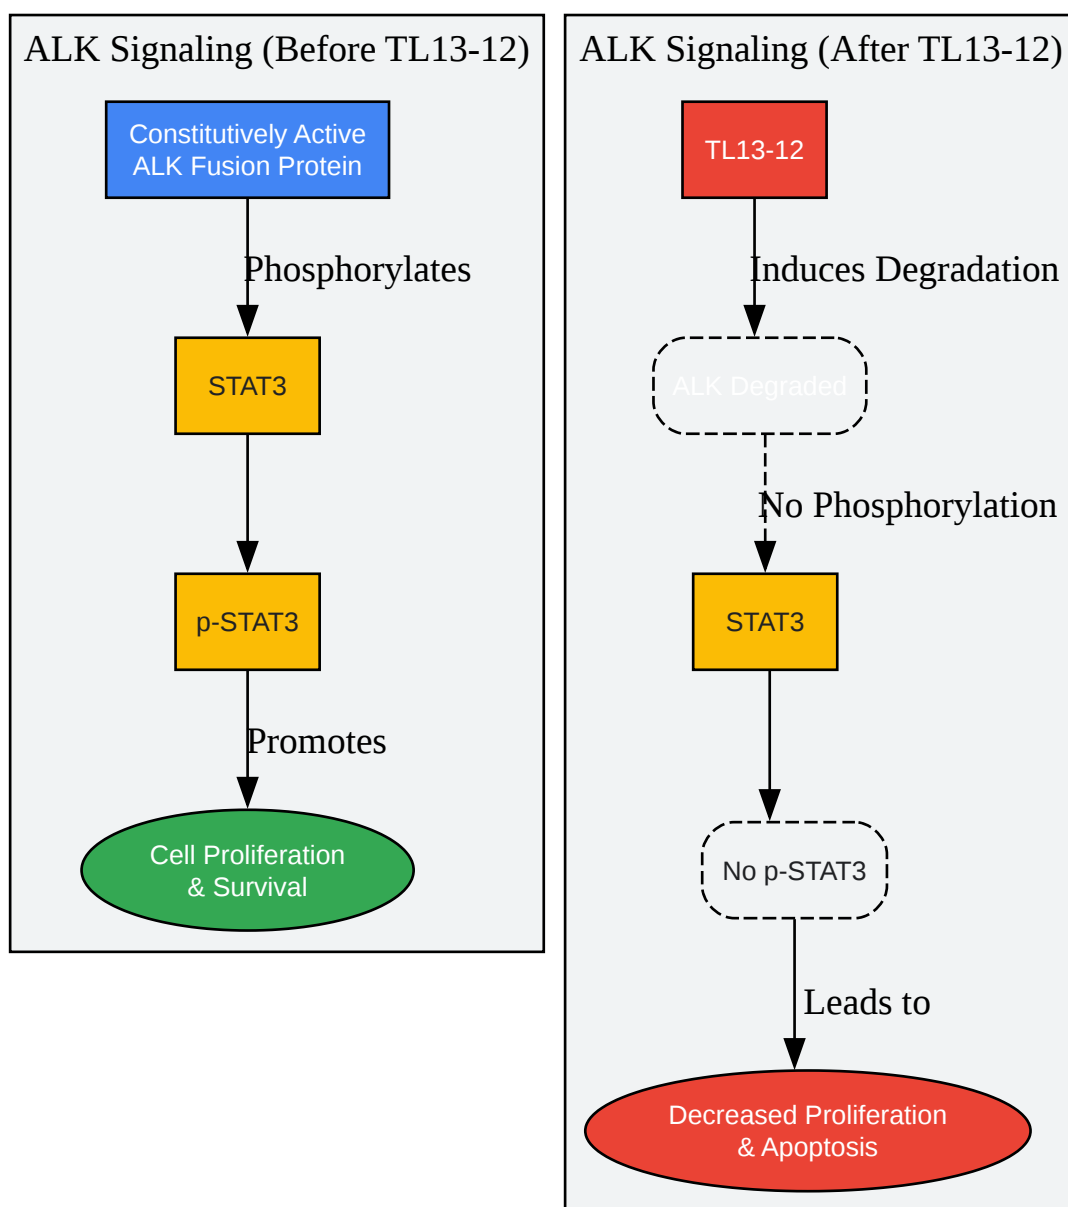 ALK Signaling (Before TL13-12)
Constitutively Active
ALK Fusion Protein
Phosphorylates
STAT3
p-STAT3
Promotes
Cell Proliferation
& Survival
ALK Signaling (After TL13-12)
TL13-12
Induces Degradation
ALK Degraded
No Phosphorylation
STAT3
No p-STAT3
Leads to
Decreased Proliferation
& Apoptosis